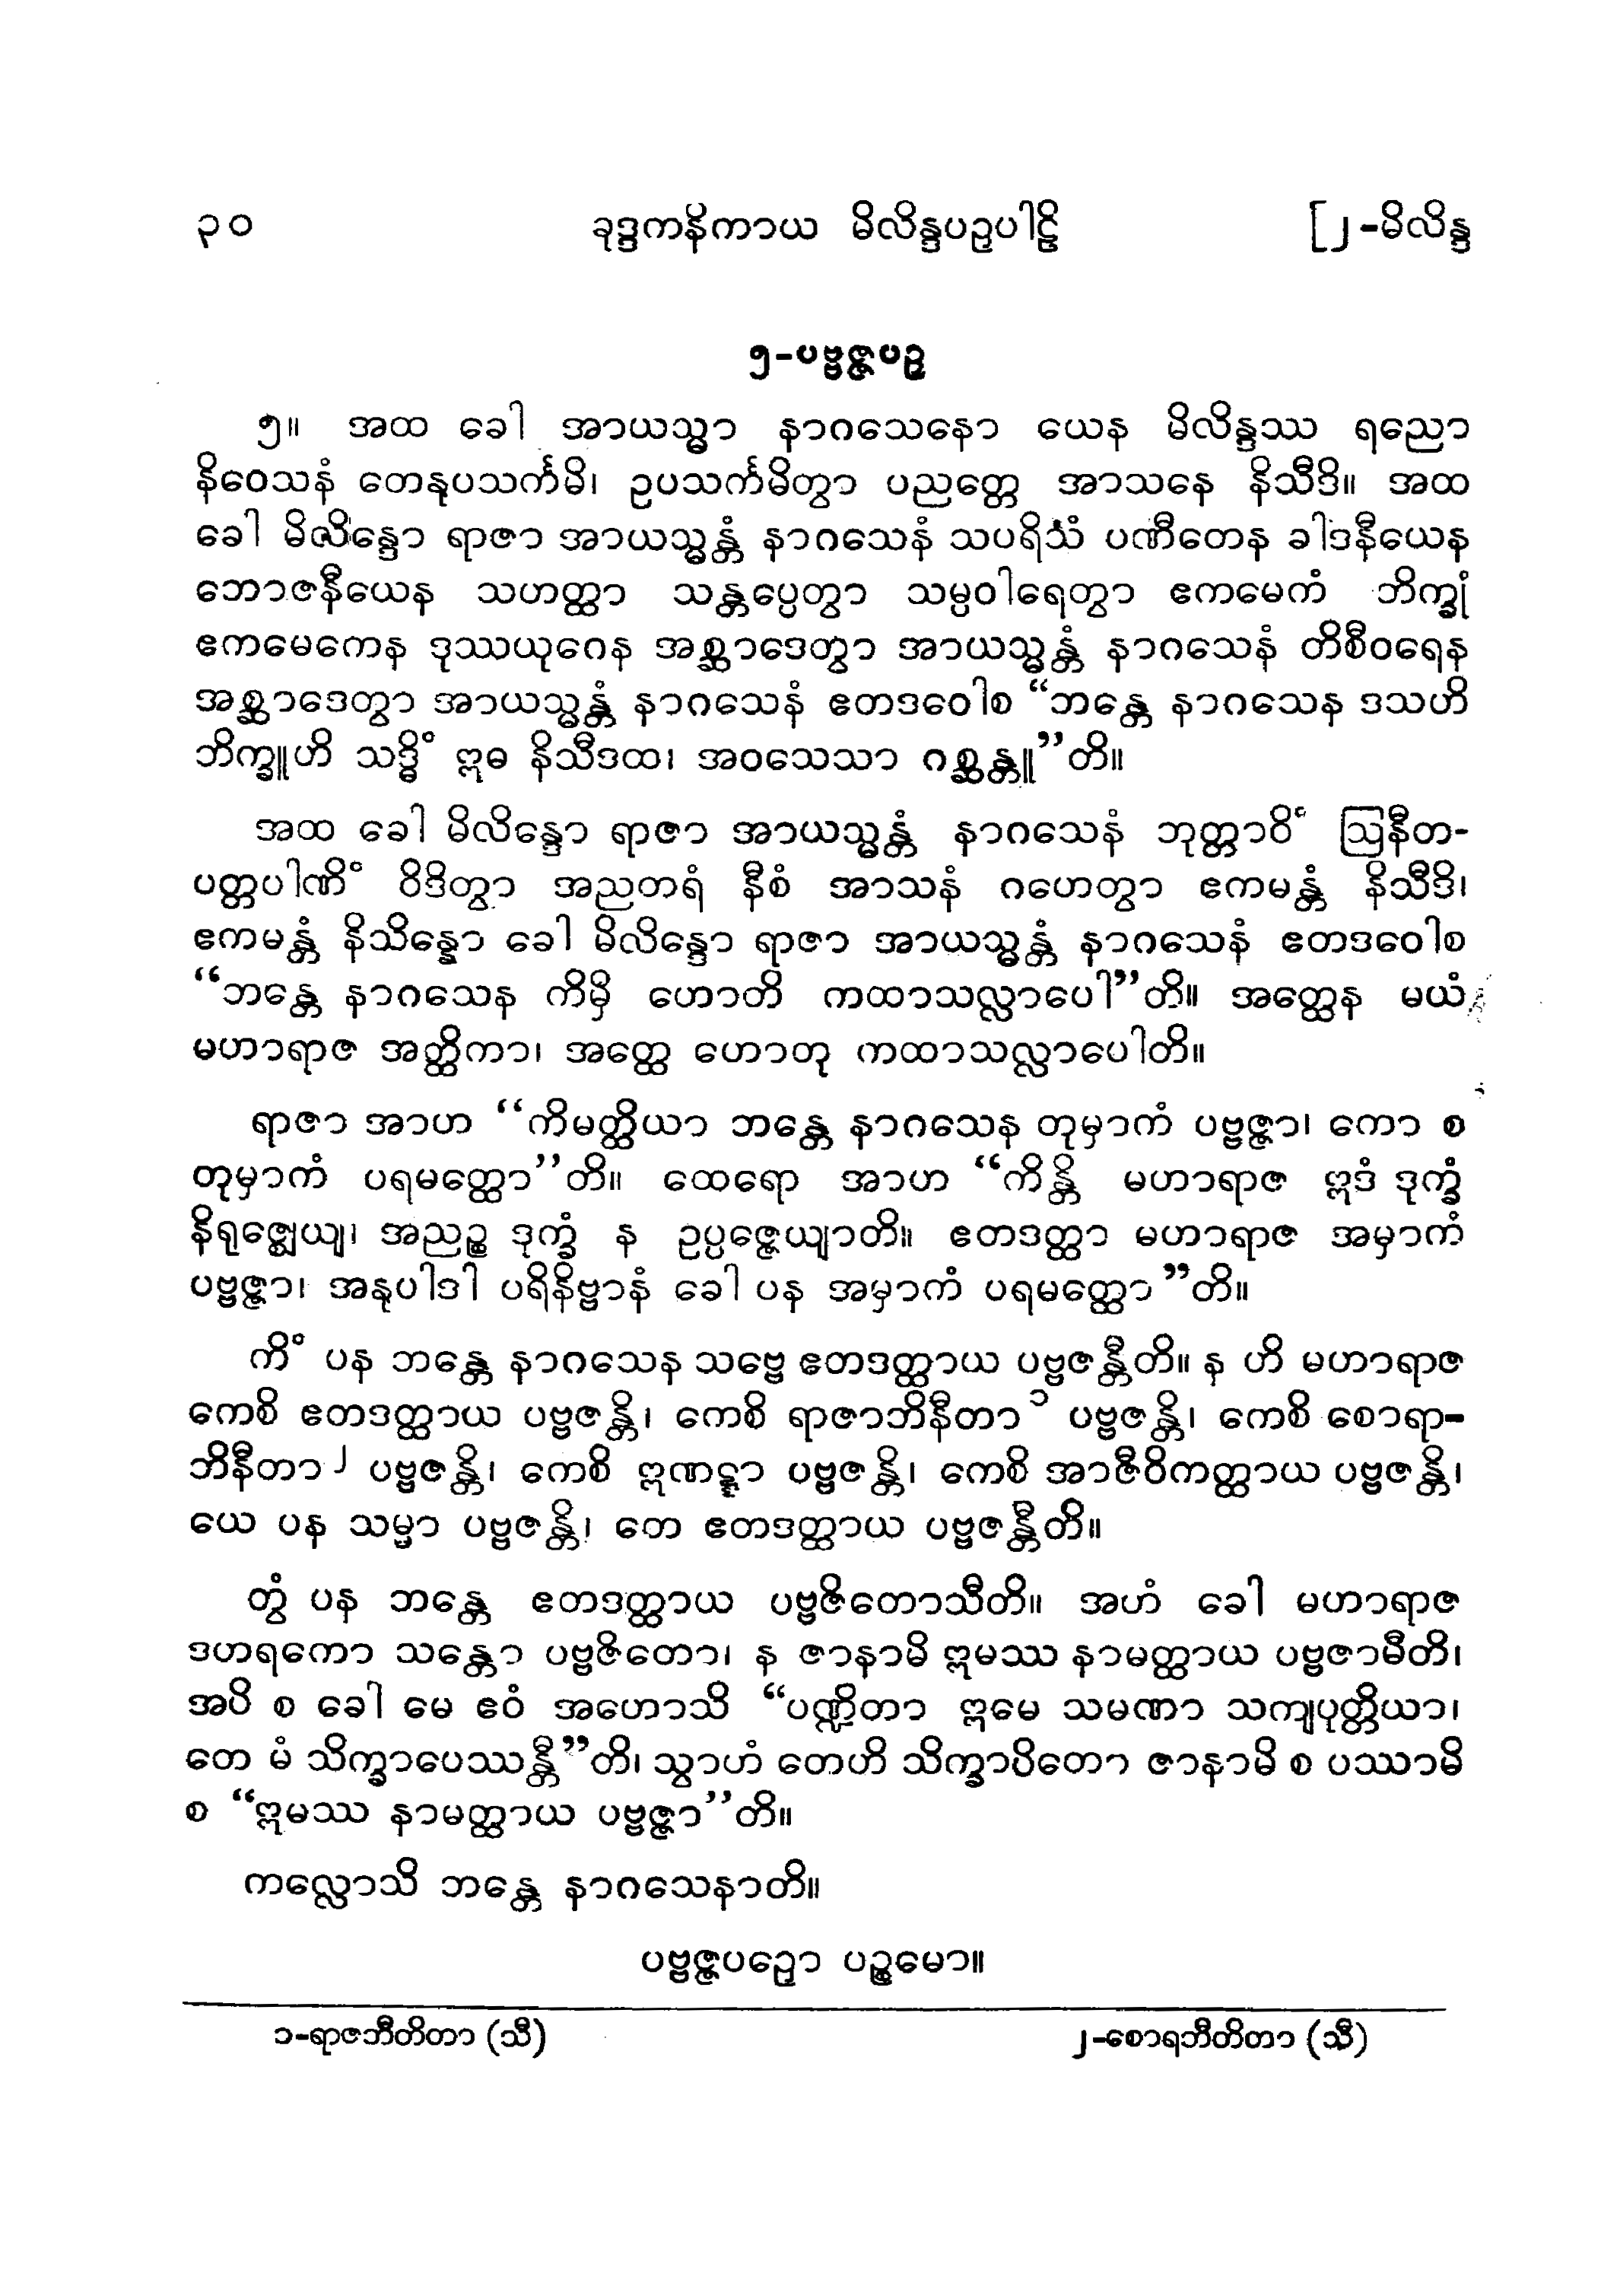 ၃၀ ခုဒ္ဒကနိကာယ မိလိန္ဒပဉှပါဠိ [၂-မိလိန္ဒ
၅-ပဗ္ဗဇ္ဇပဉှ
၅။ အထ ခေါ အာယသ္မာ နာဂသေနော ယေန မိလိန္ဒဿ ရညော
နိဝေသနံ တေနုပသင်္ကမိ၊ ဥပသင်္ကမိတွာ ပညတ္တေ အာသနေ နိသီဒိ။ အထ
ခေါ မိလိန္ဒော ရာဇာ အာယသ္မန္တံ နာဂသေနံ သပရိသံ ပဏီတေန ခါဒနီယေန
ဘောဇနီယေန သဟတ္ထာ သန္တပ္ပေတွာ သမ္ပဝါရေတွာ ဧကမေကံ ဘိက္ခုံ
ဧကမေကေန ဒုဿယုဂေန အစ္ဆာဒေတွာ အာယသ္မန္တံ နာဂသေနံ တိစီဝရေန
အစ္ဆာဒေတွာ အာယသ္မန္တံ နာဂသေနံ ဧတဒဝေါစ “ဘန္တေ နာဂသေန ဒသဟိ
ဘိက္ခူဟိ သဒ္ဓိံ ဣဓ နိသီဒထ၊ အဝသေသာ ဂစ္ဆန္တူ”တိ။
အထ ခေါ မိလိန္ဒော ရာဇာ အာယသ္မန္တံ နာဂသေနံ ဘုတ္တာဝိံ ဩနီတ-
ပတ္တပါဏိံ ဝိဒိတွာ အညတရံ နီစံ အာသနံ ဂဟေတွာ ဧကမန္တံ နိသီဒိ၊
ဧကမန္တံ နိသိန္နော ခေါ မိလိန္ဒော ရာဇာ အာယသ္မန္တံ နာဂသေနံ ဧတဒဝေါစ
“ဘန္တေ နာဂသေန ကိမှိ ဟောတိ ကထာသလ္လာပေါ”တိ။ အတ္ထေန မယံ
မဟာရာဇ အတ္ထိကာ၊ အတ္ထေ ဟောတု ကထာသလ္လာပေါတိ။
ရာဇာ အာဟ “ကိမတ္ထိယာ ဘန္တေ နာဂသေန တုမှာကံ ပဗ္ဗဇ္ဇာ၊ ကော စ
တုမှာကံ ပရမတ္ထော”တိ။ ထေရော အာဟ “ကိန္တိ မဟာရာဇ ဣဒံ ဒုက္ခံ
နိရုဇ္ဈေယျ၊ အညဉ္စ ဒုက္ခံ န ဥပ္ပဇ္ဇေယျာတိ။ ဧတဒတ္ထာ မဟာရာဇ အမှာကံ
ပဗ္ဗဇ္ဇာ၊ အနုပါဒါ ပရိနိဗ္ဗာနံ ခေါ ပန အမှာကံ ပရမတ္ထော”တိ။
ကိံ ပန ဘန္တေ နာဂသေန သဗ္ဗေ ဧတဒတ္ထာယ ပဗ္ဗဇန္တီတိ။ န ဟိ မဟာရာဇ
ကေစိ ဧတဒတ္ထာယ ပဗ္ဗဇန္တိ၊ ကေစိ ရာဇာဘိနီတာ ၁ ပဗ္ဗဇန္တိ၊ ကေစိ စောရာ-
ဘိနီတာ ၂ ပဗ္ဗဇန္တိ၊ ကေစိ ဣဏဋ္ဋာ ပဗ္ဗဇန္တိ၊ ကေစိ အာဇီဝိကတ္ထာယ ပဗ္ဗဇန္တိ၊
ယေ ပန သမ္မာ ပဗ္ဗဇန္တိ၊ တေ ဧတဒတ္ထာယ ပဗ္ဗဇန္တီတိ။
တွံ ပန ဘန္တေ ဧတဒတ္ထာယ ပဗ္ဗဇိတောသီတိ။ အဟံ ခေါ မဟာရာဇ
ဒဟရကော သန္တော ပဗ္ဗဇိတော၊ န ဇာနာမိ ဣမဿ နာမတ္ထာယ ပဗ္ဗဇာမီတိ၊
အပိ စ ခေါ မေ ဧဝံ အဟောသိ “ပဏ္ဍိတာ ဣမေ သမဏာ သကျပုတ္တိယာ၊
တေ မံ သိက္ခာပေဿန္တီ”တိ၊ သွာဟံ တေဟိ သိက္ခာပိတော ဇာနာမိ စ ပဿာမိ
စ “ဣမဿ နာမတ္ထာယ ပဗ္ဗဇ္ဇာ”တိ။
ကလ္လောသိ ဘန္တေ နာဂသေနာတိ။
ပဗ္ဗဇ္ဇပဉှော ပဉ္စမော။
၁-ရာဇဘီတိတာ (သီ) ၂-စောရဘီတိတာ (သီ)